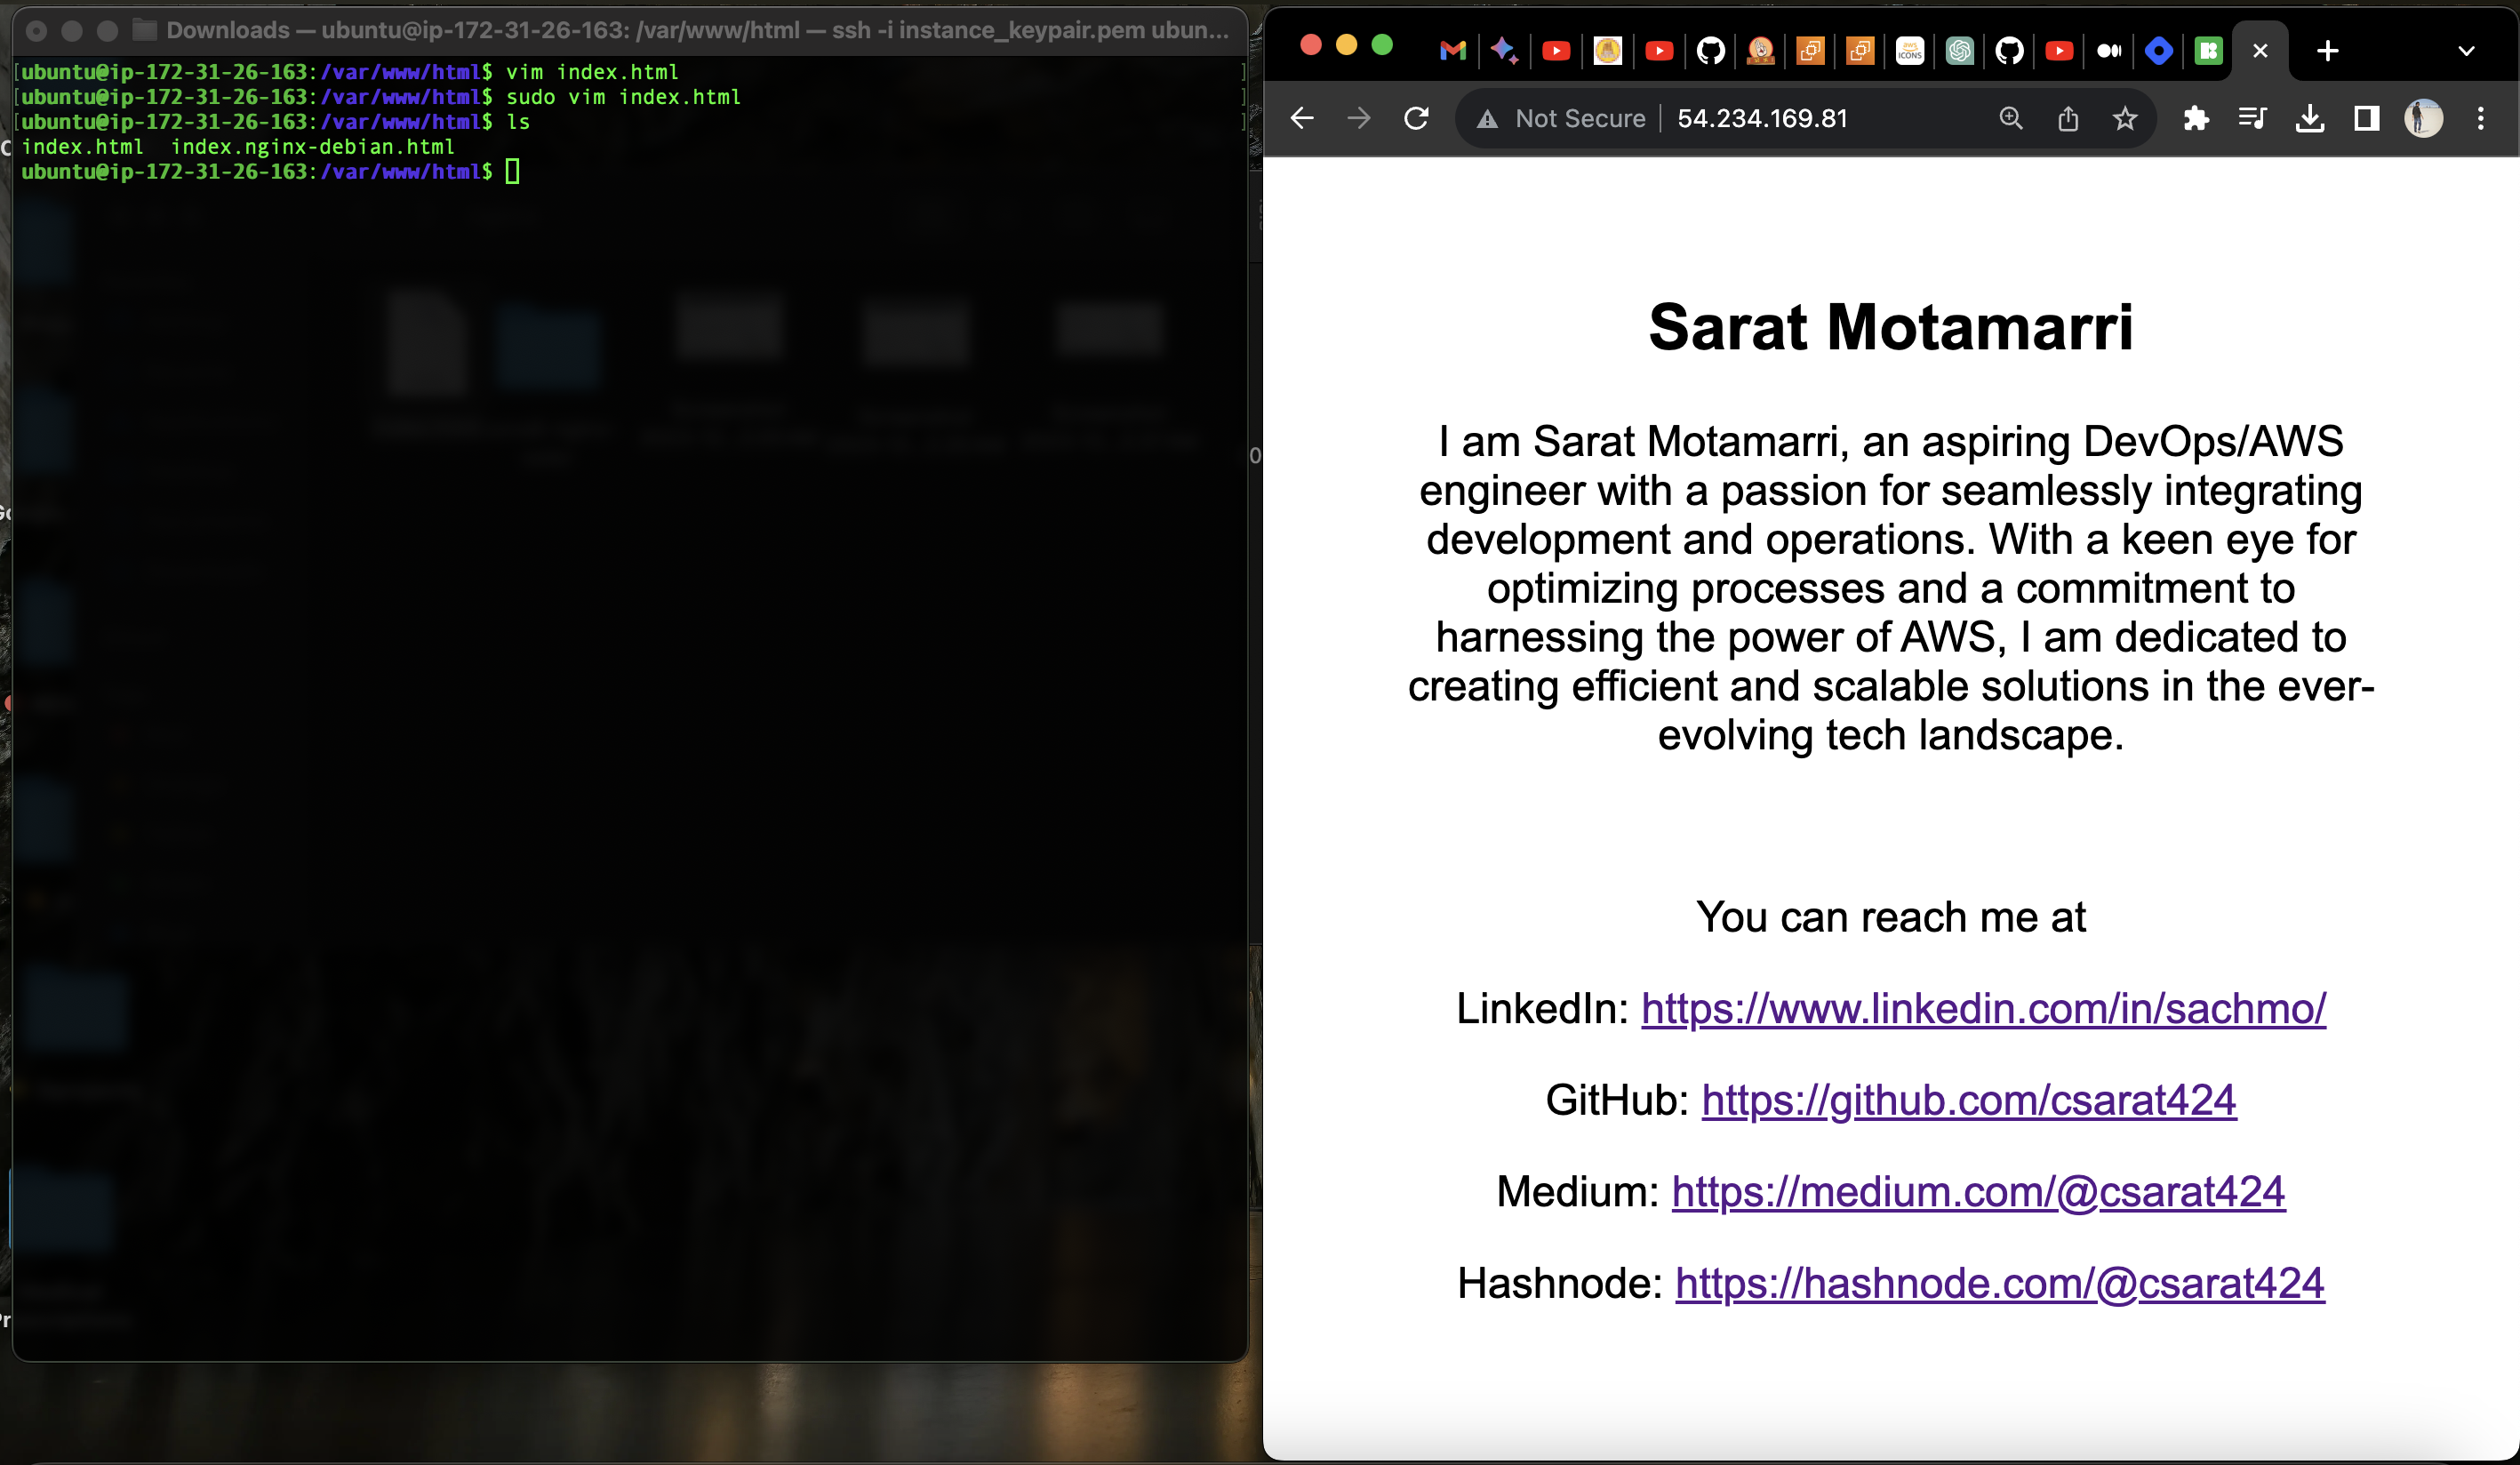 Downloads — ubuntu@ip-172-31-26-163: /var/www/html — ssh -i instance_keypair.pem ubun...
[ubuntu@ip-172-31-26-163:/var/www/html$ vim index.html ]
[ubuntu@ip-172-31-26-163:/var/www/html$ sudo vim index.html ]
[ubuntu@ip-172-31-26-163:/var/www/html$ ls ]
index.html  index.nginx-debian.html
ubuntu@ip-172-31-26-163:/var/www/html$
aws
ICONS
Not Secure
54.234.169.81
Sarat Motamarri
I am Sarat Motamarri, an aspiring DevOps/AWS
engineer with a passion for seamlessly integrating
development and operations. With a keen eye for
optimizing processes and a commitment to
harnessing the power of AWS, I am dedicated to
creating efficient and scalable solutions in the ever-
evolving tech landscape.
You can reach me at
LinkedIn: https://www.linkedin.com/in/sachmo/
GitHub: https://github.com/csarat424
Medium: https://medium.com/@csarat424
Hashnode: https://hashnode.com/@csarat424